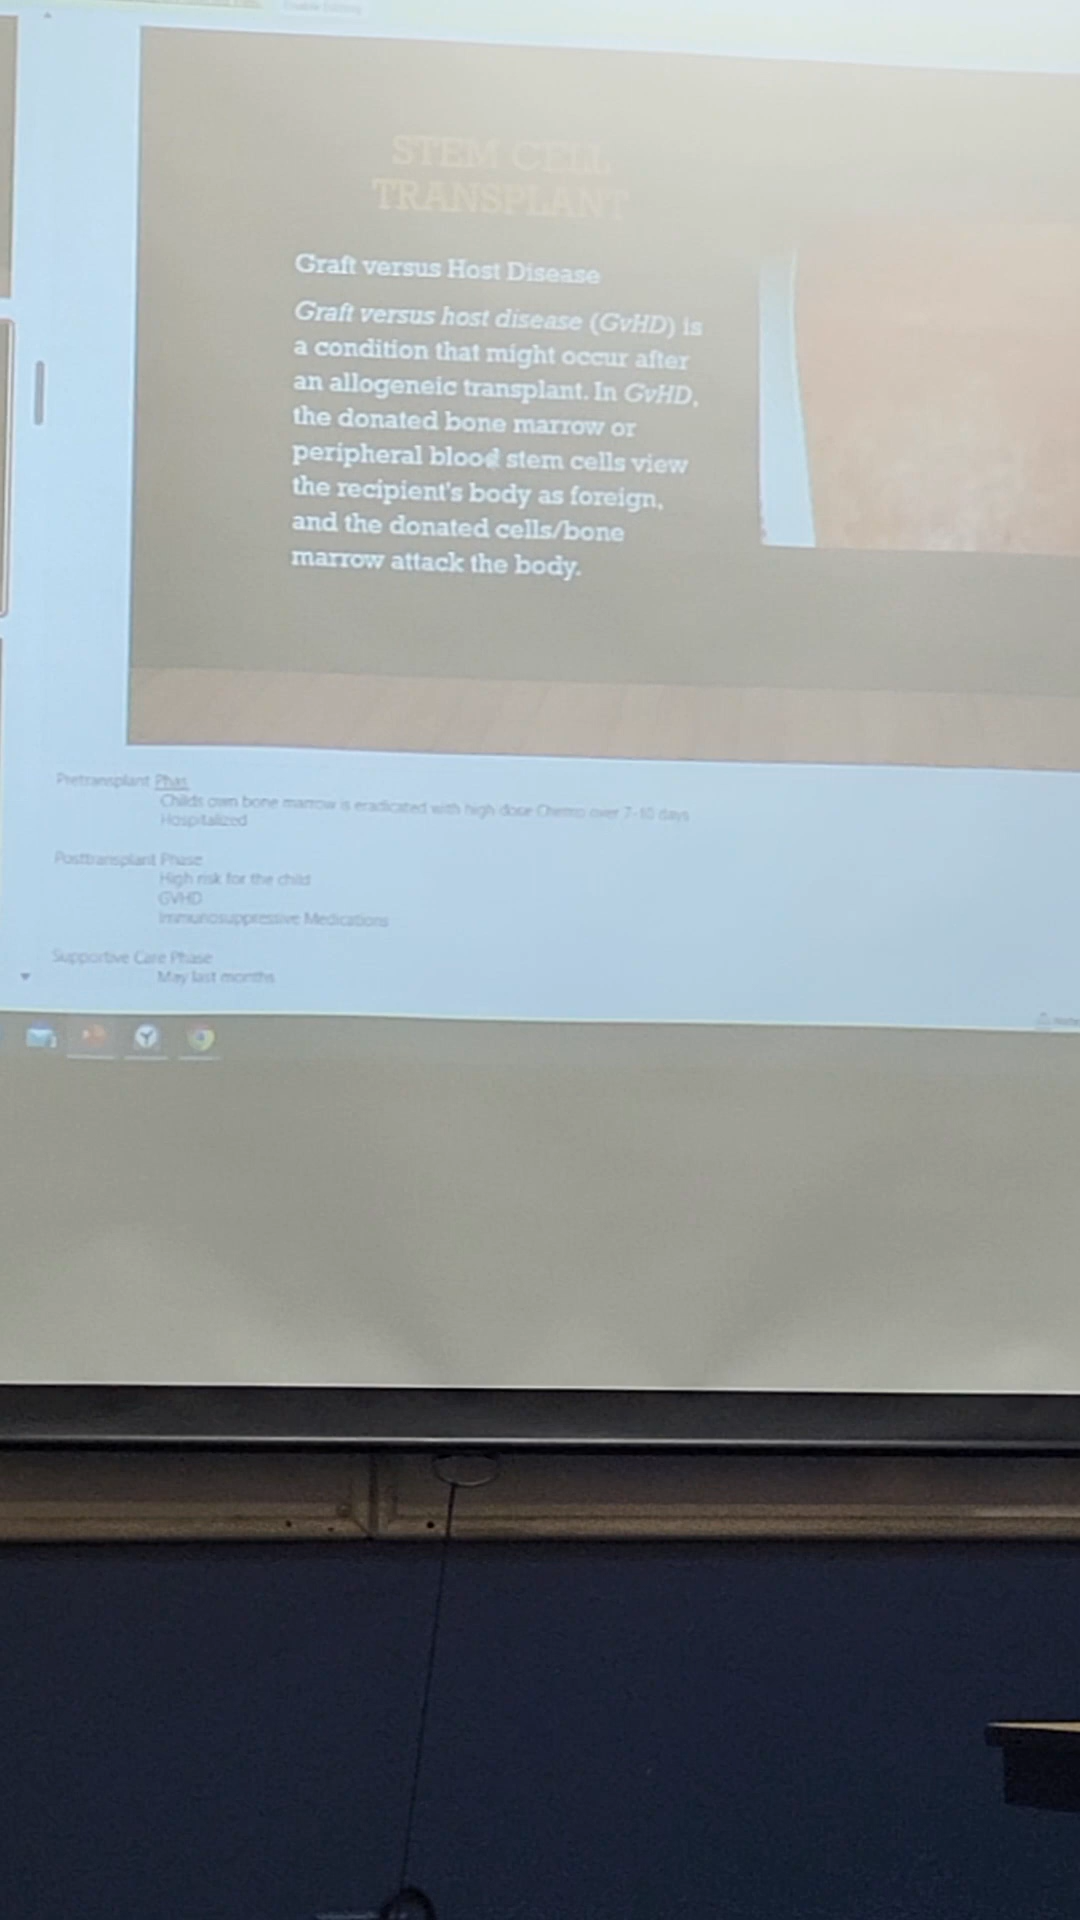 Enable Editing
STEM CELL
TRANSPLANT
Graft versus Host Disease
Graft versus host disease (GvHD) is
a condition that might occur after
an allogeneic transplant. In GvHD,
the donated bone marrow or
peripheral blood stem cells view
the recipient's body as foreign,
and the donated cells/bone
marrow attack the body.
Pretransplant Phas
Childs own bone marrow is eradicated with high dose Chemo over 7-10 days
Hospitalized
Posttransplant Phase
High risk for the child
GVHD
Immunosuppressive Medications
Supportive Care Phase
May last months